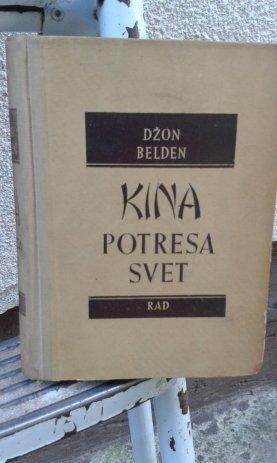 DŽON
BELDEN
KINA
POTRESA
SVET
RAD